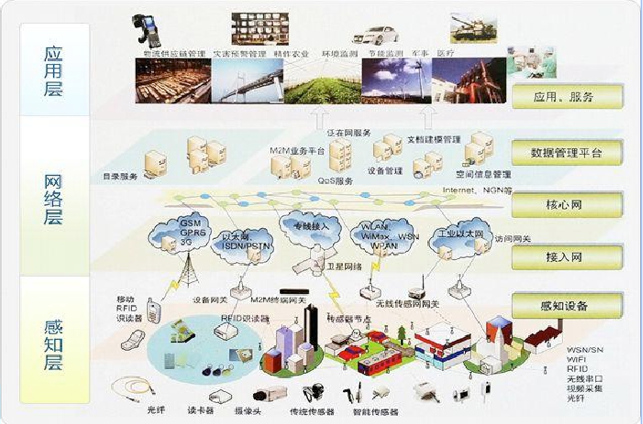 应用层
网络层
感知层
物流供应链管理 灾害预警管理 精作农业 环境监测 节能监测 军事 医疗
应用、服务
泛在网服务
M2M业务平台
文档建模管理
数据管理平台
目录服务
QoS服务
设备管理
空间信息管理
Internet, NGN等
核心网
GSM
GPRS
3G
以太网,
ISDN/PSTN
专线接入
WLAN,
WiMax, WSN
WPAN
工业以太网
访问网关
接入网
卫星网络
移动
RFID
识读器
设备网关
M2M终端网关
无线传感网网关
感知设备
RFID识读器
传感器节点
WSN/SN
WIFI
RFID
无线串口
视频采集
光纤
光纤 读卡器 摄像头 传统传感器 智能传感器